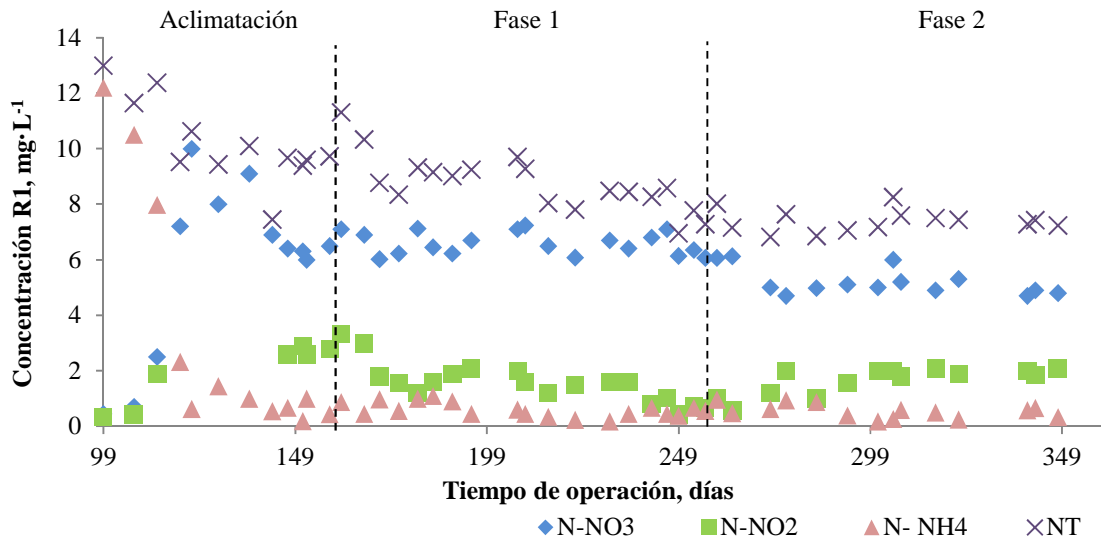 Aclimatación Fase 1 Fase 2
14
12
10
8
6
4
2
0
Concentración R1, mg·L-1
99 149 199 249 299 349
Tiempo de operación, días
N-NO3 N-NO2 N- NH4 NT